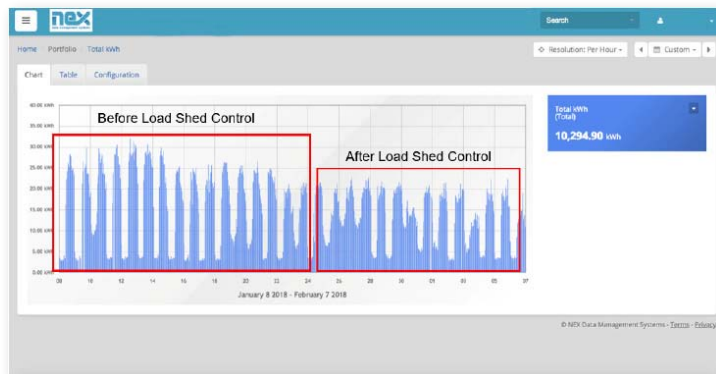 nex
Search
Home Portfolio Total kWh
Resolution: Per Hour
Custom
Chart Table Configuration
40.00 kWh
35.00 kWh
30.00 kWh
25.00 kWh
20.00 kWh
15.00 kWh
10.00 kWh
5.00 kWh
0.00 kWh
Before Load Shed Control
After Load Shed Control
08 10 12 14 16 18 20 22 24 26 28 30 01 03 05 07
January 8 2018 - February 7 2018
Total kWh
(Total)
10,294.90 kWh
© NEX Data Management Systems - Terms - Privacy